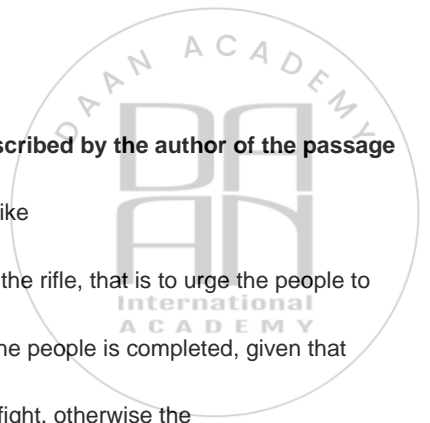 DAAN ACADEMY
scribed by the author of the passage
ike
the rifle, that is to urge the people to
International
ACADEMY
he people is completed, given that
fight, otherwise the